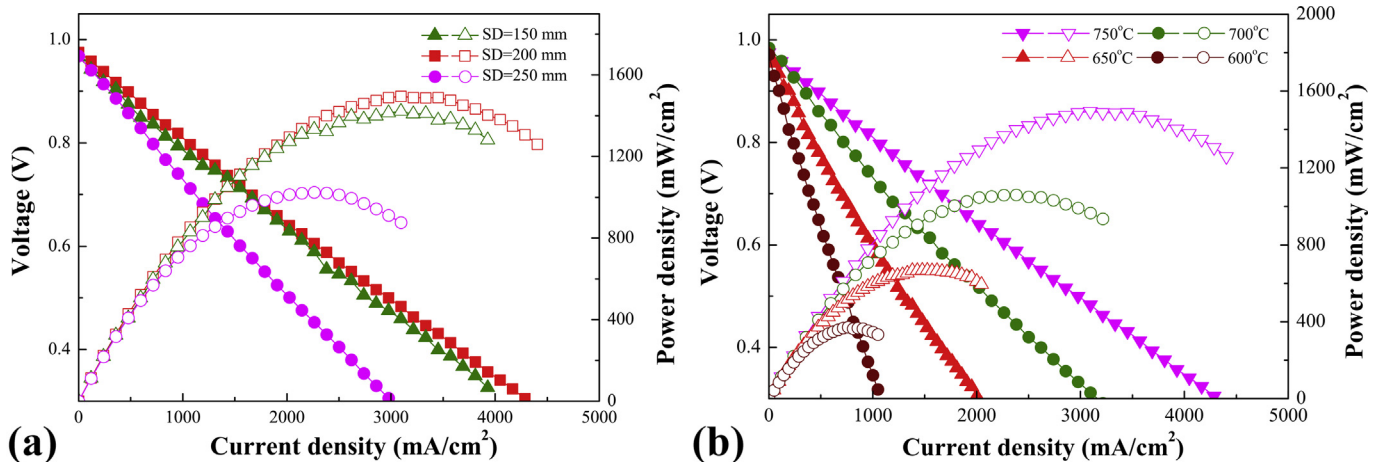 SD=150 mm
SD=200 mm
SD=250 mm
1.0
0.8
0.6
0.4
Voltage (V)
1600
1200
800
400
0
Power density (mW/cm²)
0 1000 2000 3000 4000 5000
Current density (mA/cm²)
(a)
750°C 700°C
650°C 600°C
1.0
0.8
0.6
0.4
Voltage (V)
2000
1600
1200
800
400
0
Power density (mW/cm²)
0 1000 2000 3000 4000 5000
Current density (mA/cm²)
(b)